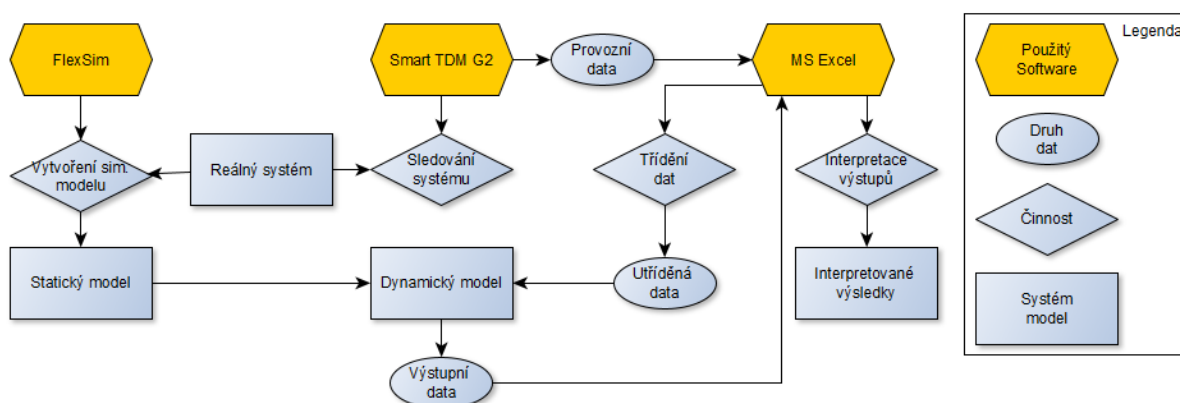 FlexSim
Smart TDM G2
Provozní
data
MS Excel
Legenda
Použitý
Software
Vytvoření sim.
modelu
Reálný systém
Sledování
systému
Třídění
dat
Interpretace
výstupů
Druh
dat
Činnost
Statický model
Dynamický model
Utříděná
data
Interpretované
výsledky
Systém
model
Výstupní
data